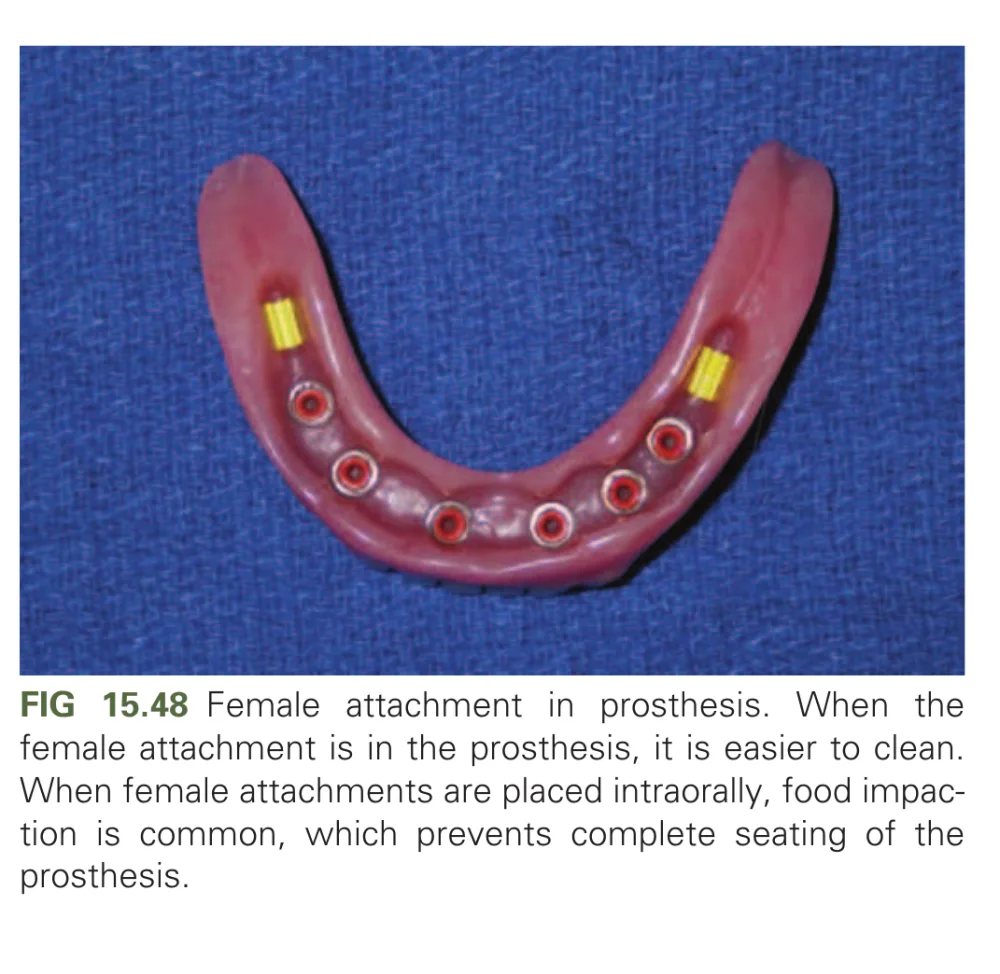 FIG 15.48 Female attachment in prosthesis. When the
female attachment is in the prosthesis, it is easier to clean.
When female attachments are placed intraorally, food impac-
tion is common, which prevents complete seating of the
prosthesis.